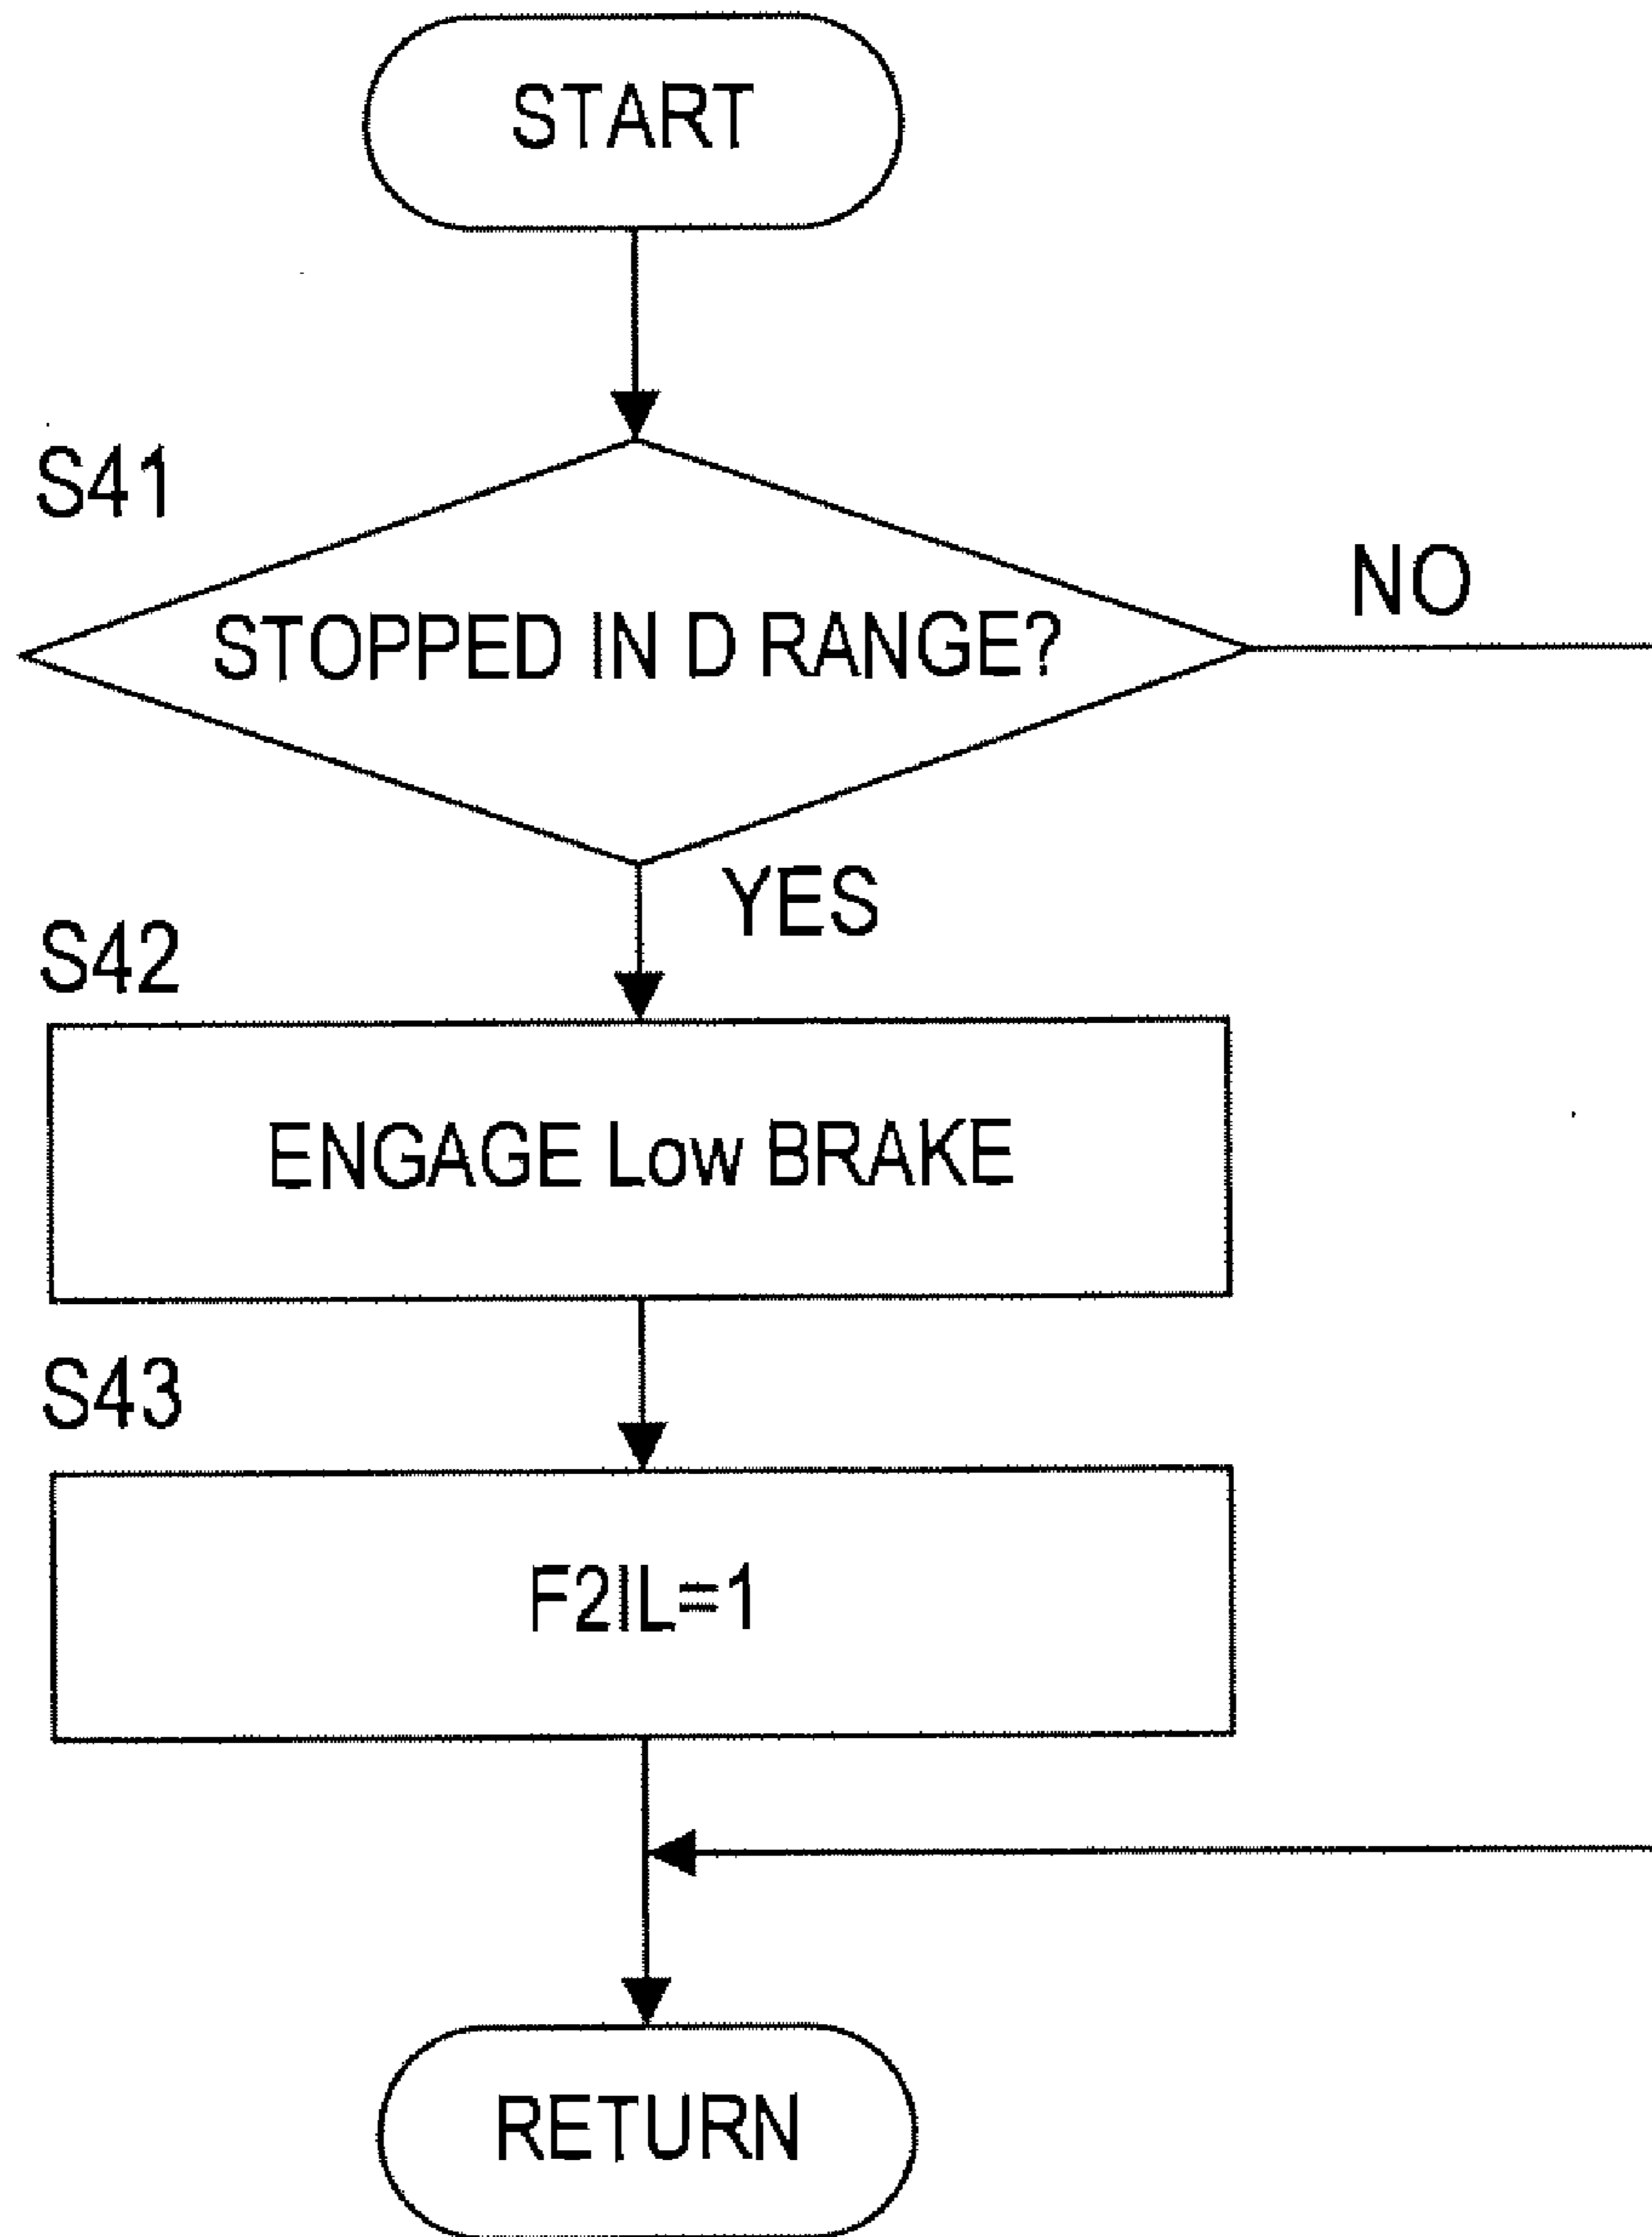 START
S41
STOPPED IN D RANGE?
NO
YES
S42
ENGAGE Low BRAKE
S43
F2IL=1
RETURN